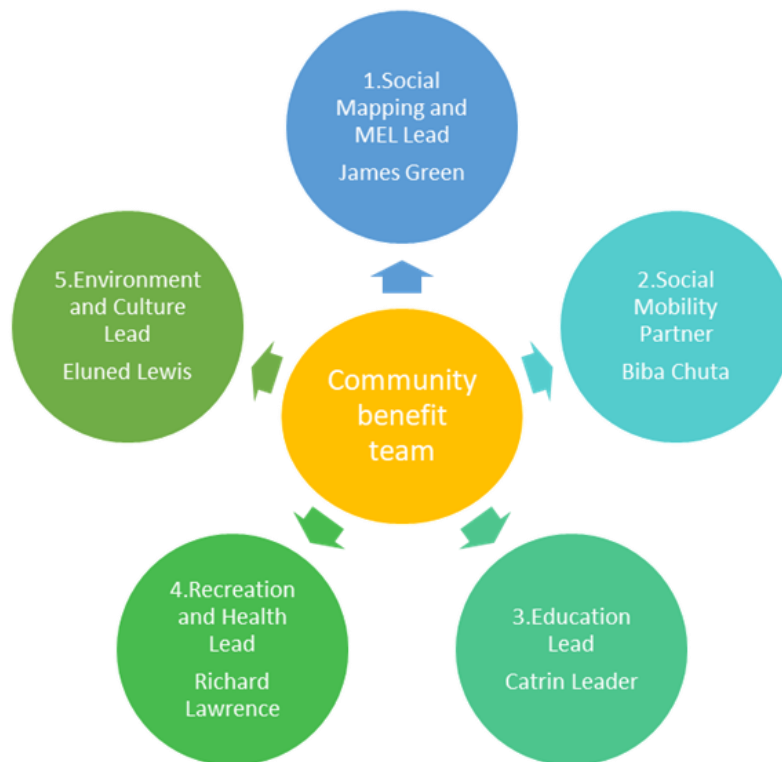 1.Social
Mapping and
MEL Lead
James Green
2.Social
Mobility
Partner
Biba Chuta
3.Education
Lead
Catrin Leader
4.Recreation
and Health
Lead
Richard
Lawrence
5.Environment
and Culture
Lead
Eluned Lewis
Community
benefit
team